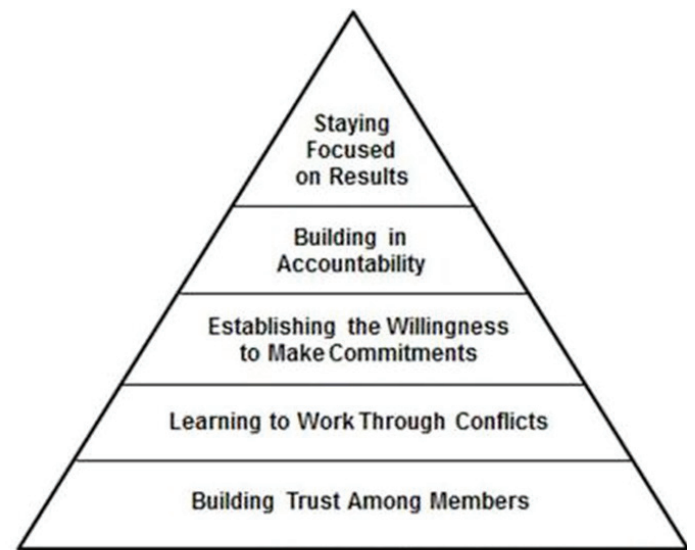 Staying
Focused
on Results
Building in
Accountability
Establishing the Willingness
to Make Commitments
Learning to Work Through Conflicts
Building Trust Among Members